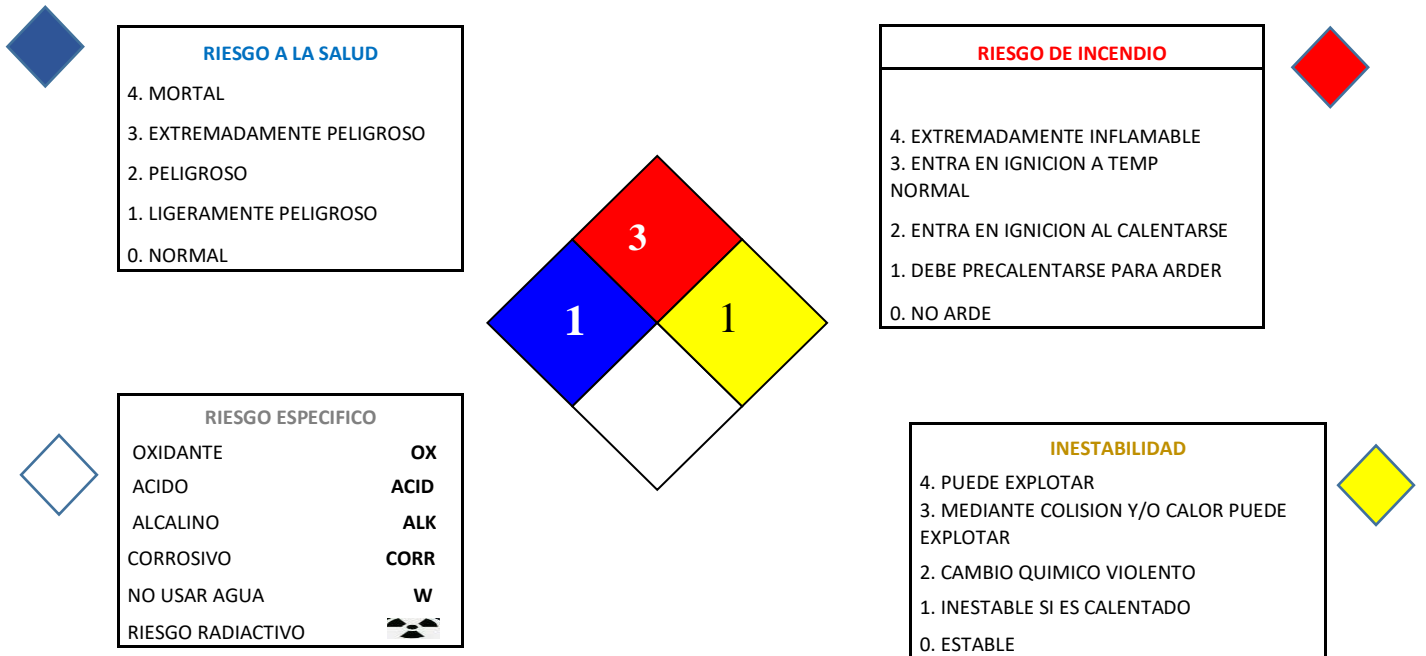 RIESGO A LA SALUD
4. MORTAL
3. EXTREMADAMENTE PELIGROSO
2. PELIGROSO
1. LIGERAMENTE PELIGROSO
0. NORMAL
RIESGO DE INCENDIO
4. EXTREMADAMENTE INFLAMABLE
3. ENTRA EN IGNICION A TEMP
NORMAL
2. ENTRA EN IGNICION AL CALENTARSE
1. DEBE PRECALENTARSE PARA ARDER
0. NO ARDE
3
1
1
RIESGO ESPECIFICO
OXIDANTE OX
ACIDO ACID
ALCALINO ALK
CORROSIVO CORR
NO USAR AGUA W
RIESGO RADIACTIVO
INESTABILIDAD
4. PUEDE EXPLOTAR
3. MEDIANTE COLISION Y/O CALOR PUEDE
EXPLOTAR
2. CAMBIO QUIMICO VIOLENTO
1. INESTABLE SI ES CALENTADO
0. ESTABLE